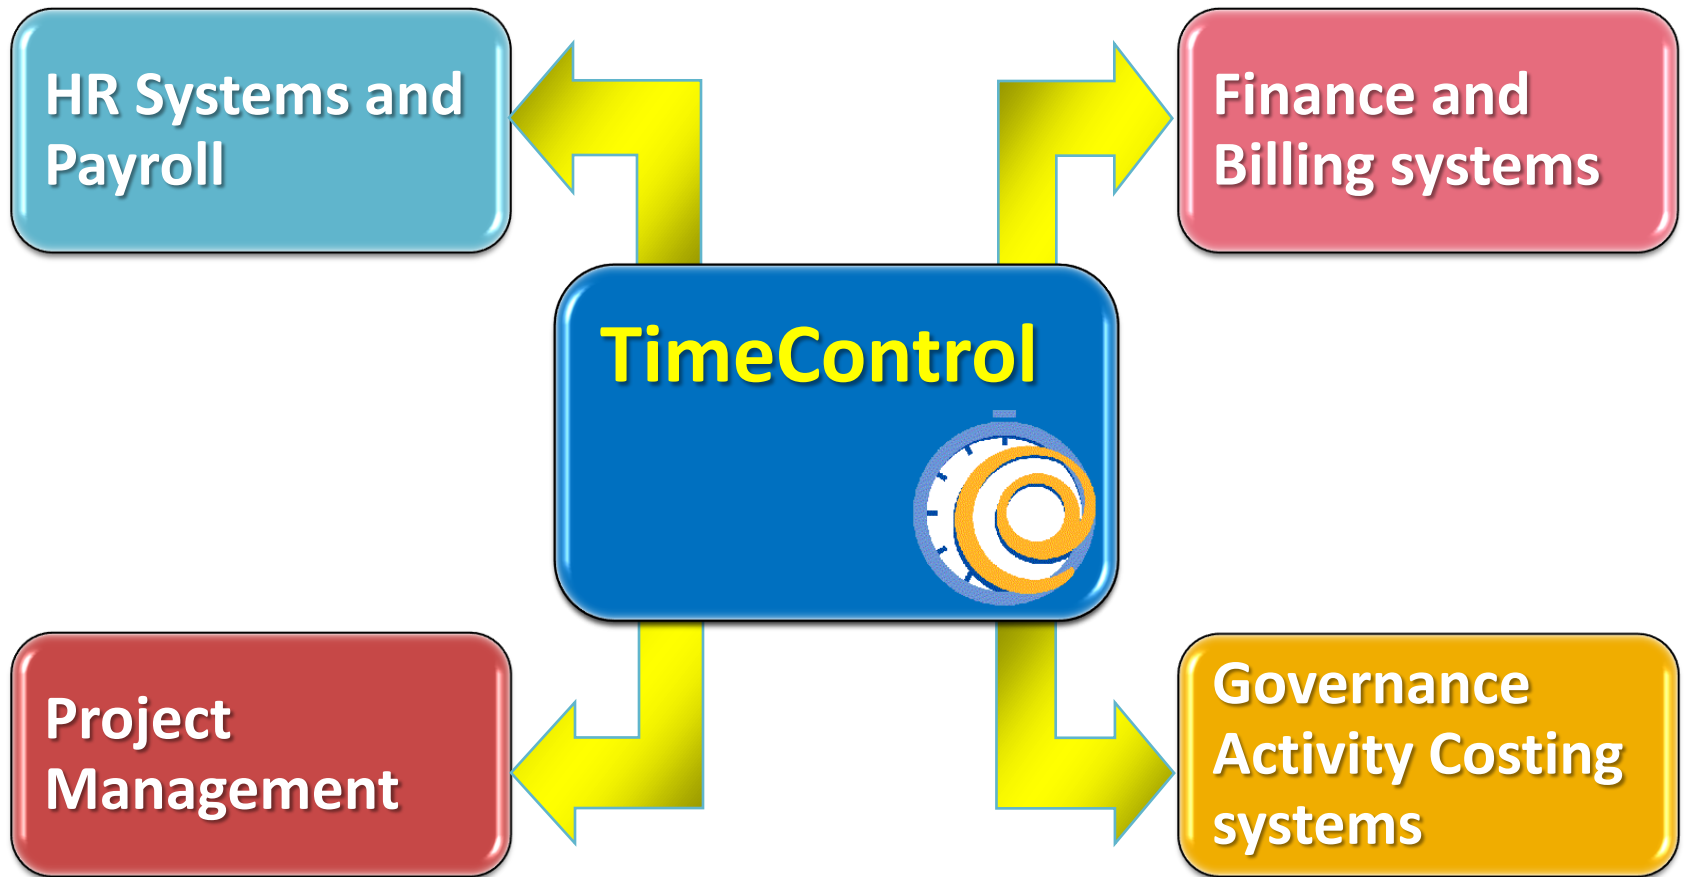 HR Systems and
Payroll
Finance and
Billing systems
TimeControl
Project
Management
Governance
Activity Costing
systems